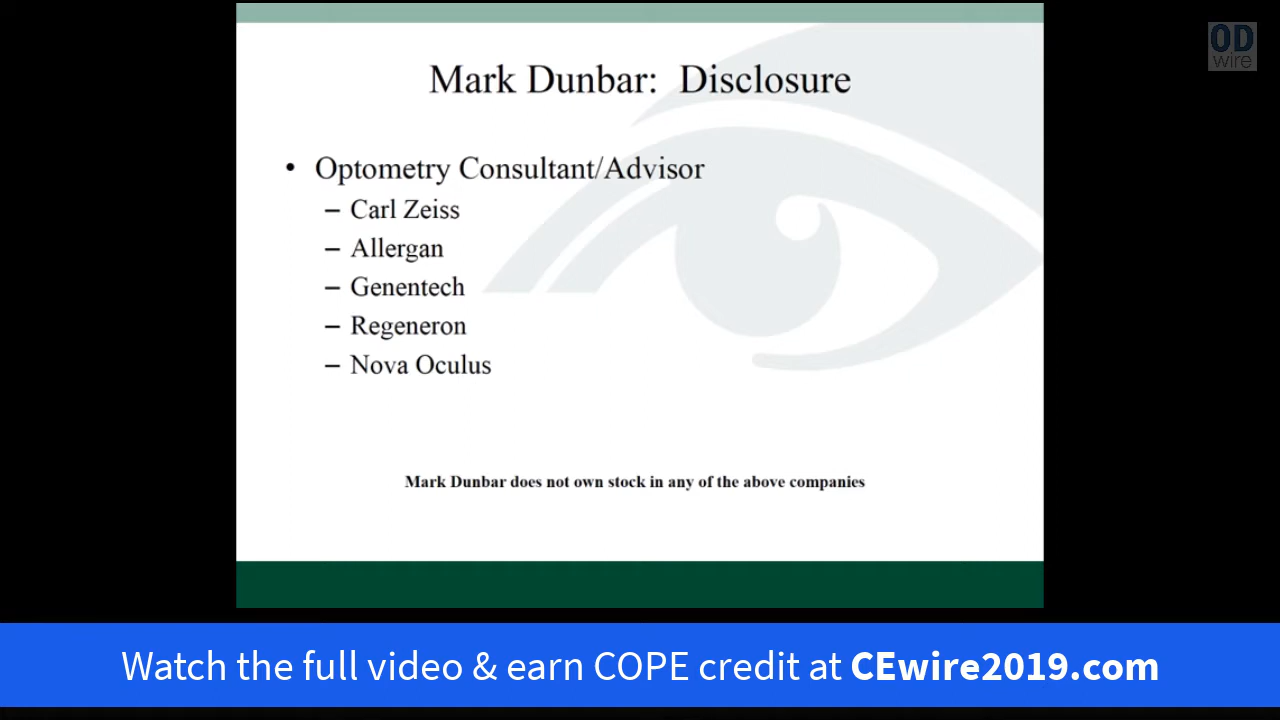 OD
wire
Mark Dunbar: Disclosure
• Optometry Consultant/Advisor
– Carl Zeiss
– Allergan
– Genentech
– Regeneron
– Nova Oculus
Mark Dunbar does not own stock in any of the above companies
Watch the full video & earn COPE credit at CEwire2019.com